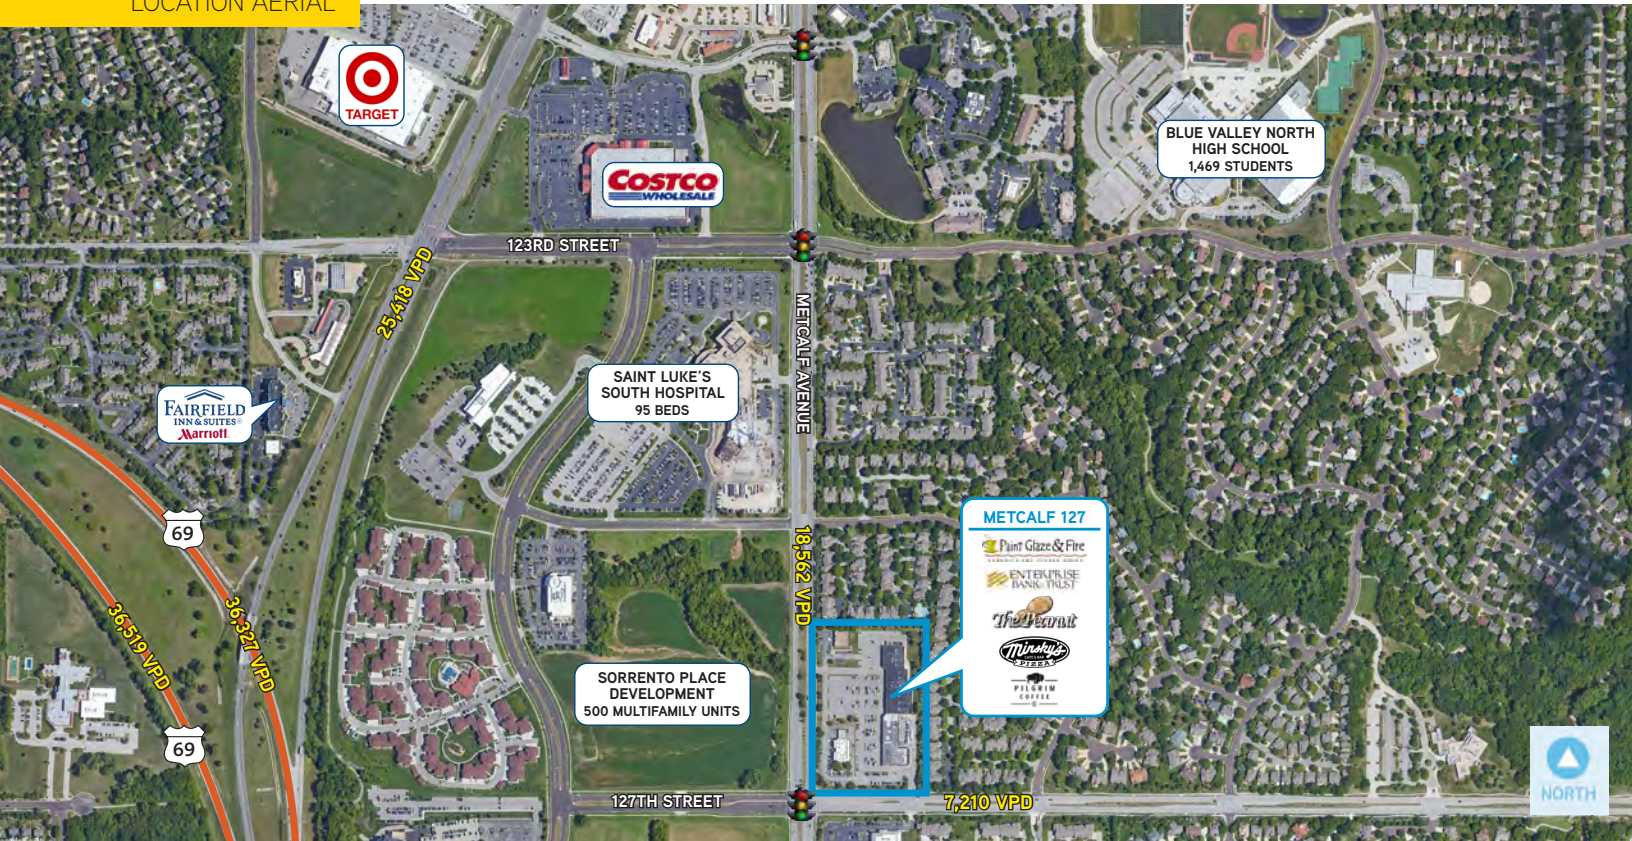 LOCATION AERIAL
TARGET
COSTCO
WHOLESALE
BLUE VALLEY NORTH
HIGH SCHOOL
1,469 STUDENTS
123RD STREET
25,418 VPD
METCALF AVENUE
SAINT LUKE'S
SOUTH HOSPITAL
95 BEDS
FAIRFIELD
INN & SUITES®
Marriott
69
36,519 VPD
36,327 VPD
69
18,562 VPD
METCALF 127
Paint Glaze & Fire
ENTERPRISE
BANK & TRUST
The Peanut
Minsky's
PIZZA
PILGRIM
COFFEE
SORRENTO PLACE
DEVELOPMENT
500 MULTIFAMILY UNITS
127TH STREET
7,210 VPD
NORTH